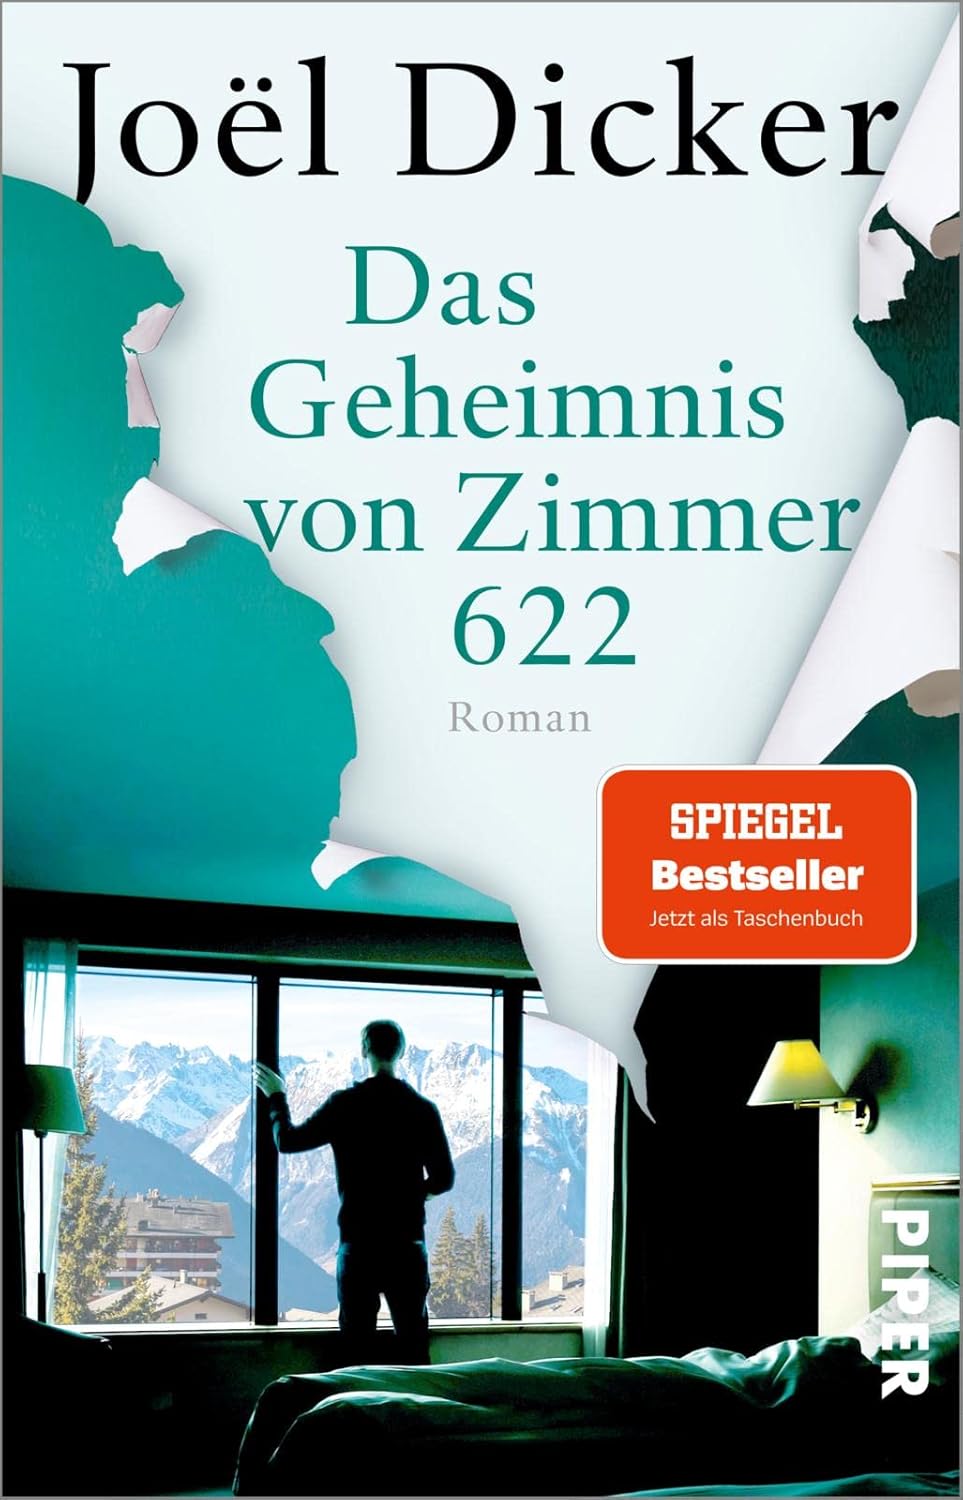 Joël Dicker
Das
Geheimnis
von Zimmer
622
Roman
SPIEGEL
Bestseller
Jetzt als Taschenbuch
PIPER